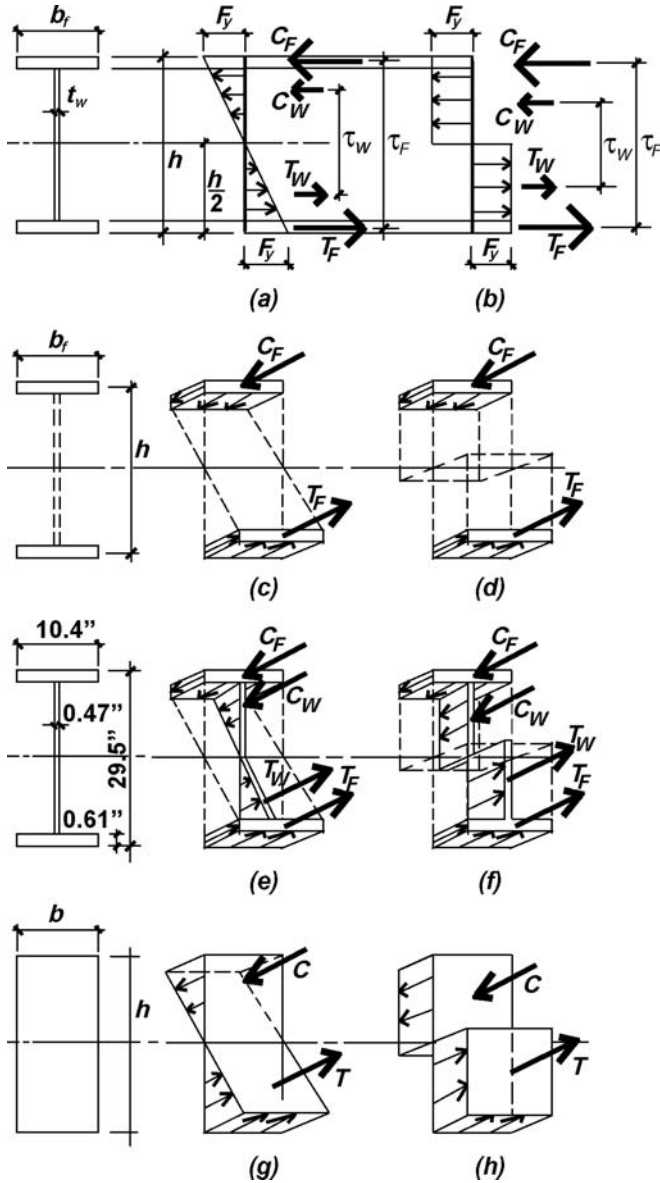 b_f F_y F_y
C_F C_F
t_w C_W C_W
h h/2 τ_W τ_F τ_W τ_F
T_W T_W
F_y T_F F_y T_F
(a) (b)
b_f C_F C_F
h
T_F T_F
(c) (d)
10.4” C_F C_F
C_W C_W
0.47” 29.5” T_W T_F T_W
0.61” T_F
(e) (f)
b
C C
h
T T
(g) (h)